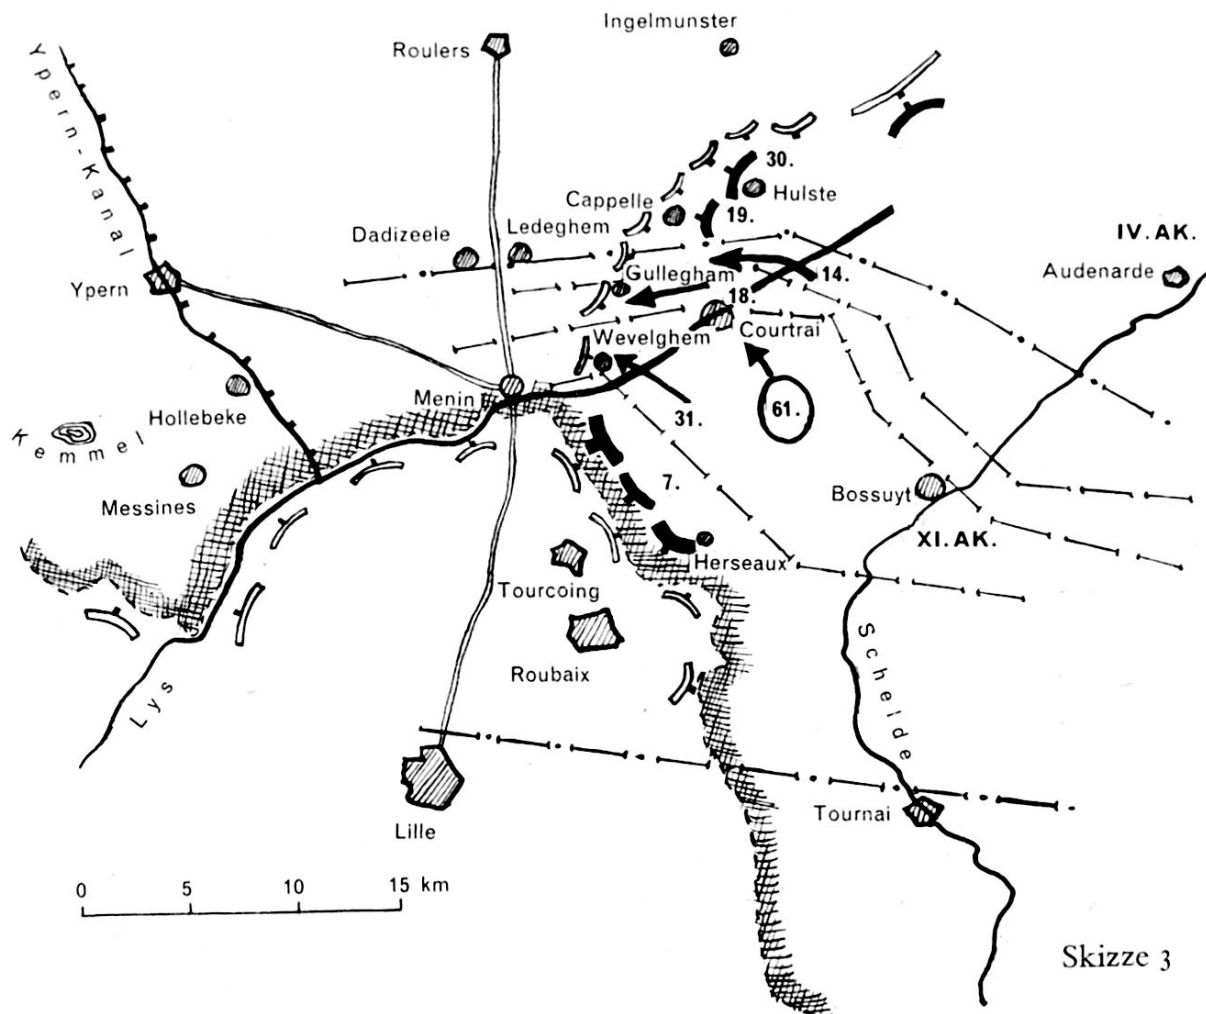 Ingelmunster
Roulers
Ypern-Kanal
30.
Hulste
Cappelle
19.
Ledeghem
Dadizeele
IV. AK.
Audenarde
Gullegham
14.
Ypern
18.
Wevelghem
Courtrai
Menin
61.
31.
Hollebeke
Kemmel
7.
Messines
Bossuyt
XI. AK.
Herseaux
Tourcoing
Roubaix
Schelde
Lys
Tournai
Lille
0 5 10 15 km
Skizze 3